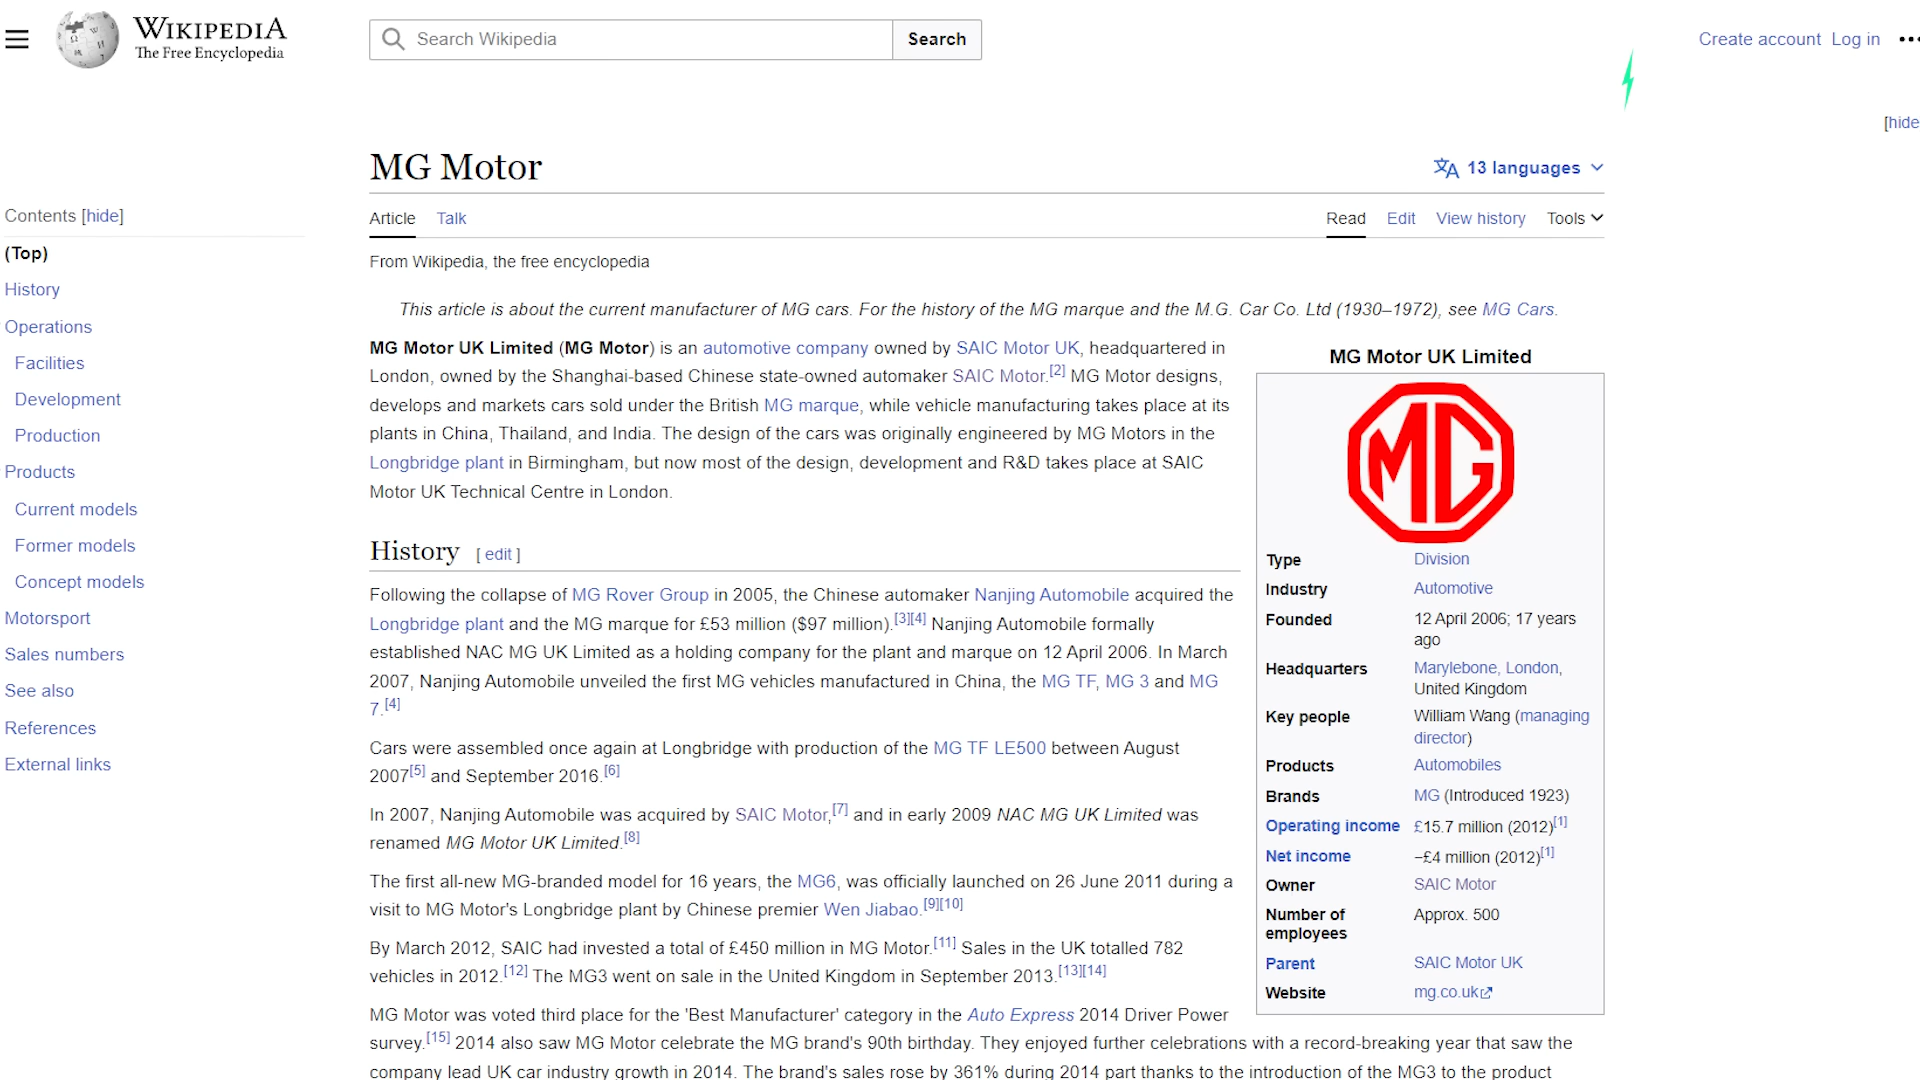 WIKIPEDIA
The Free Encyclopedia
Search Wikipedia
Search
Create account Log in
[hide
MG Motor
13 languages
Contents [hide]
Article Talk
Read Edit View history Tools
(Top)
History
Operations
Facilities
Development
Production
Products
Current models
Former models
Concept models
Motorsport
Sales numbers
See also
References
External links
From Wikipedia, the free encyclopedia
This article is about the current manufacturer of MG cars. For the history of the MG marque and the M.G. Car Co. Ltd (1930–1972), see MG Cars.
MG Motor UK Limited (MG Motor) is an automotive company owned by SAIC Motor UK, headquartered in
London, owned by the Shanghai-based Chinese state-owned automaker SAIC Motor.[2] MG Motor designs,
develops and markets cars sold under the British MG marque, while vehicle manufacturing takes place at its
plants in China, Thailand, and India. The design of the cars was originally engineered by MG Motors in the
Longbridge plant in Birmingham, but now most of the design, development and R&D takes place at SAIC
Motor UK Technical Centre in London.
History [ edit ]
Following the collapse of MG Rover Group in 2005, the Chinese automaker Nanjing Automobile acquired the
Longbridge plant and the MG marque for £53 million ($97 million).[3][4] Nanjing Automobile formally
established NAC MG UK Limited as a holding company for the plant and marque on 12 April 2006. In March
2007, Nanjing Automobile unveiled the first MG vehicles manufactured in China, the MG TF, MG 3 and MG
7.[4]
Cars were assembled once again at Longbridge with production of the MG TF LE500 between August
2007[5] and September 2016.[6]
In 2007, Nanjing Automobile was acquired by SAIC Motor,[7] and in early 2009 NAC MG UK Limited was
renamed MG Motor UK Limited.[8]
The first all-new MG-branded model for 16 years, the MG6, was officially launched on 26 June 2011 during a
visit to MG Motor's Longbridge plant by Chinese premier Wen Jiabao.[9][10]
By March 2012, SAIC had invested a total of £450 million in MG Motor.[11] Sales in the UK totalled 782
vehicles in 2012.[12] The MG3 went on sale in the United Kingdom in September 2013.[13][14]
MG Motor was voted third place for the 'Best Manufacturer' category in the Auto Express 2014 Driver Power
survey.[15] 2014 also saw MG Motor celebrate the MG brand's 90th birthday. They enjoyed further celebrations with a record-breaking year that saw the
company lead UK car industry growth in 2014. The brand's sales rose by 361% during 2014 part thanks to the introduction of the MG3 to the product
MG Motor UK Limited
MG
Type Division
Industry Automotive
Founded 12 April 2006; 17 years
ago
Headquarters Marylebone, London,
United Kingdom
Key people William Wang (managing
director)
Products Automobiles
Brands MG (Introduced 1923)
Operating income £15.7 million (2012)[1]
Net income −£4 million (2012)[1]
Owner SAIC Motor
Number of Approx. 500
employees
Parent SAIC Motor UK
Website mg.co.uk